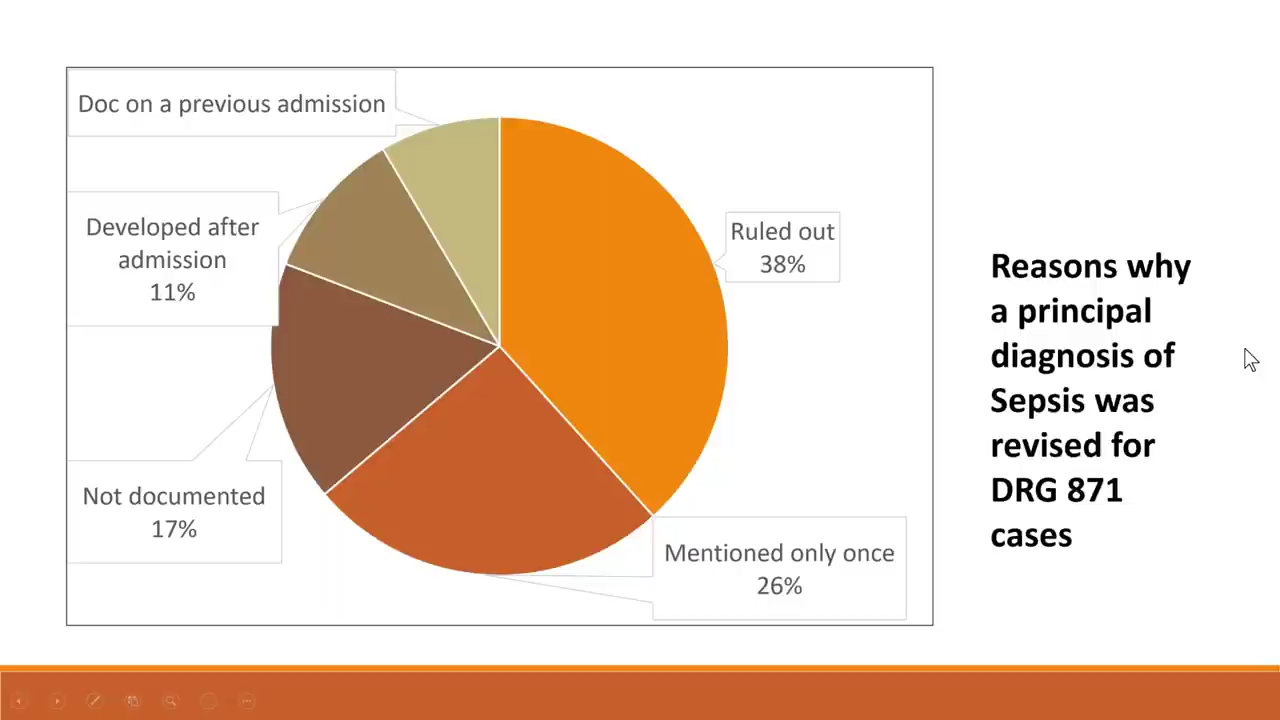 Doc on a previous admission
Developed after
admission
11%
Ruled out
38%
Not documented
17%
Mentioned only once
26%
Reasons why
a principal
diagnosis of
Sepsis was
revised for
DRG 871
cases